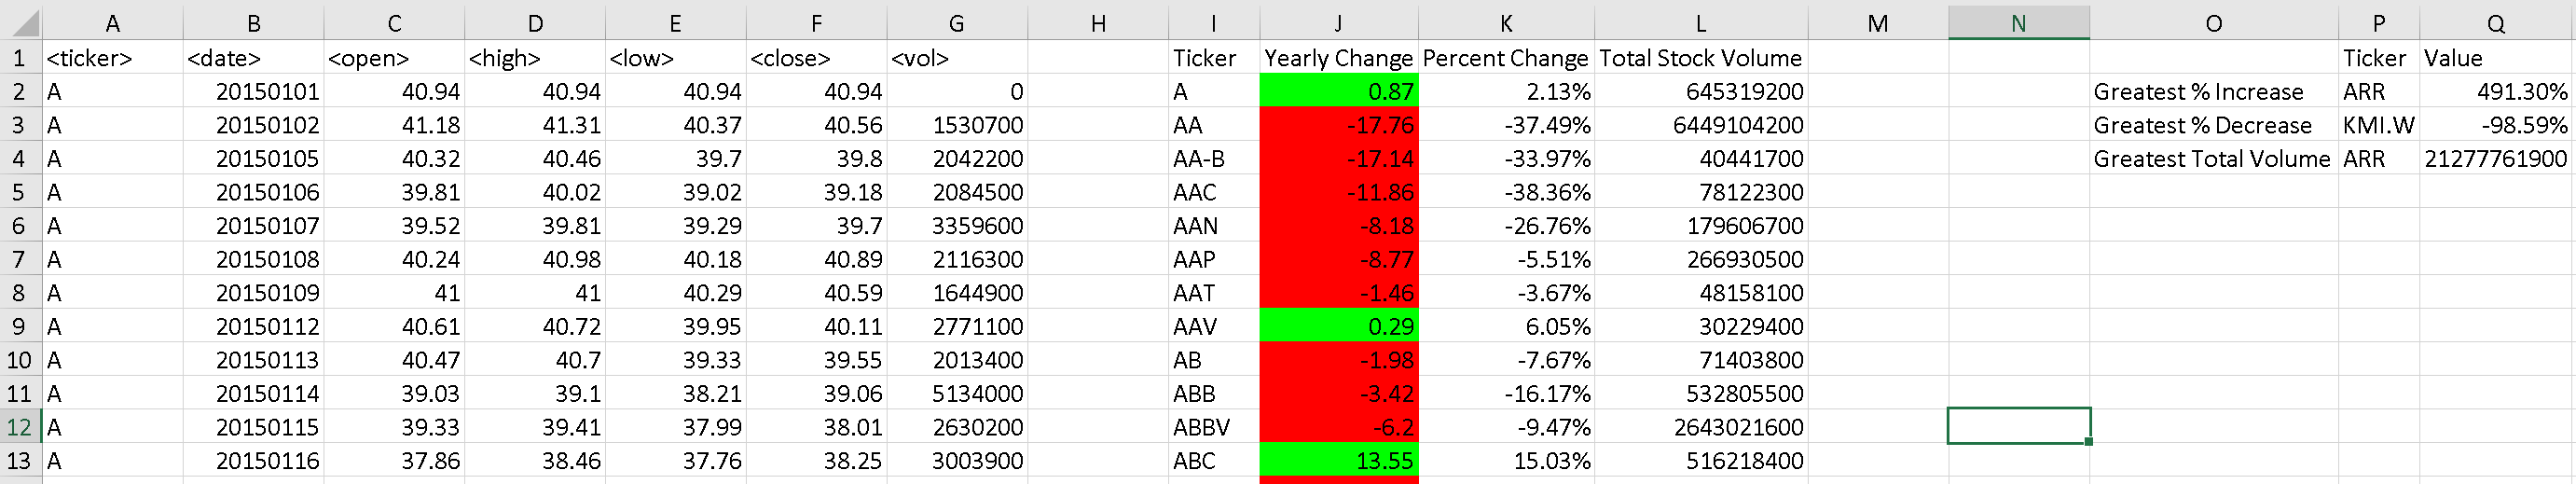 A B C D E F G H I J K L M N O P Q
1 <ticker> <date> <open> <high> <low> <close> <vol> Ticker Yearly Change Percent Change Total Stock Volume Ticker Value
2 A 20150101 40.94 40.94 40.94 40.94 0 A 0.87 2.13% 645319200 Greatest % Increase ARR 491.30%
3 A 20150102 41.18 41.31 40.37 40.56 1530700 AA -17.76 -37.49% 6449104200 Greatest % Decrease KMI.W -98.59%
4 A 20150105 40.32 40.46 39.7 39.8 2042200 AA-B -17.14 -33.97% 40441700 Greatest Total Volume ARR 21277761900
5 A 20150106 39.81 40.02 39.02 39.18 2084500 AAC -11.86 -38.36% 78122300
6 A 20150107 39.52 39.81 39.29 39.7 3359600 AAN -8.18 -26.76% 179606700
7 A 20150108 40.24 40.98 40.18 40.89 2116300 AAP -8.77 -5.51% 266930500
8 A 20150109 41 41 40.29 40.59 1644900 AAT -1.46 -3.67% 48158100
9 A 20150112 40.61 40.72 39.95 40.11 2771100 AAV 0.29 6.05% 30229400
10 A 20150113 40.47 40.7 39.33 39.55 2013400 AB -1.98 -7.67% 71403800
11 A 20150114 39.03 39.1 38.21 39.06 5134000 ABB -3.42 -16.17% 532805500
12 A 20150115 39.33 39.41 37.99 38.01 2630200 ABBV -6.2 -9.47% 2643021600
13 A 20150116 37.86 38.46 37.76 38.25 3003900 ABC 13.55 15.03% 516218400